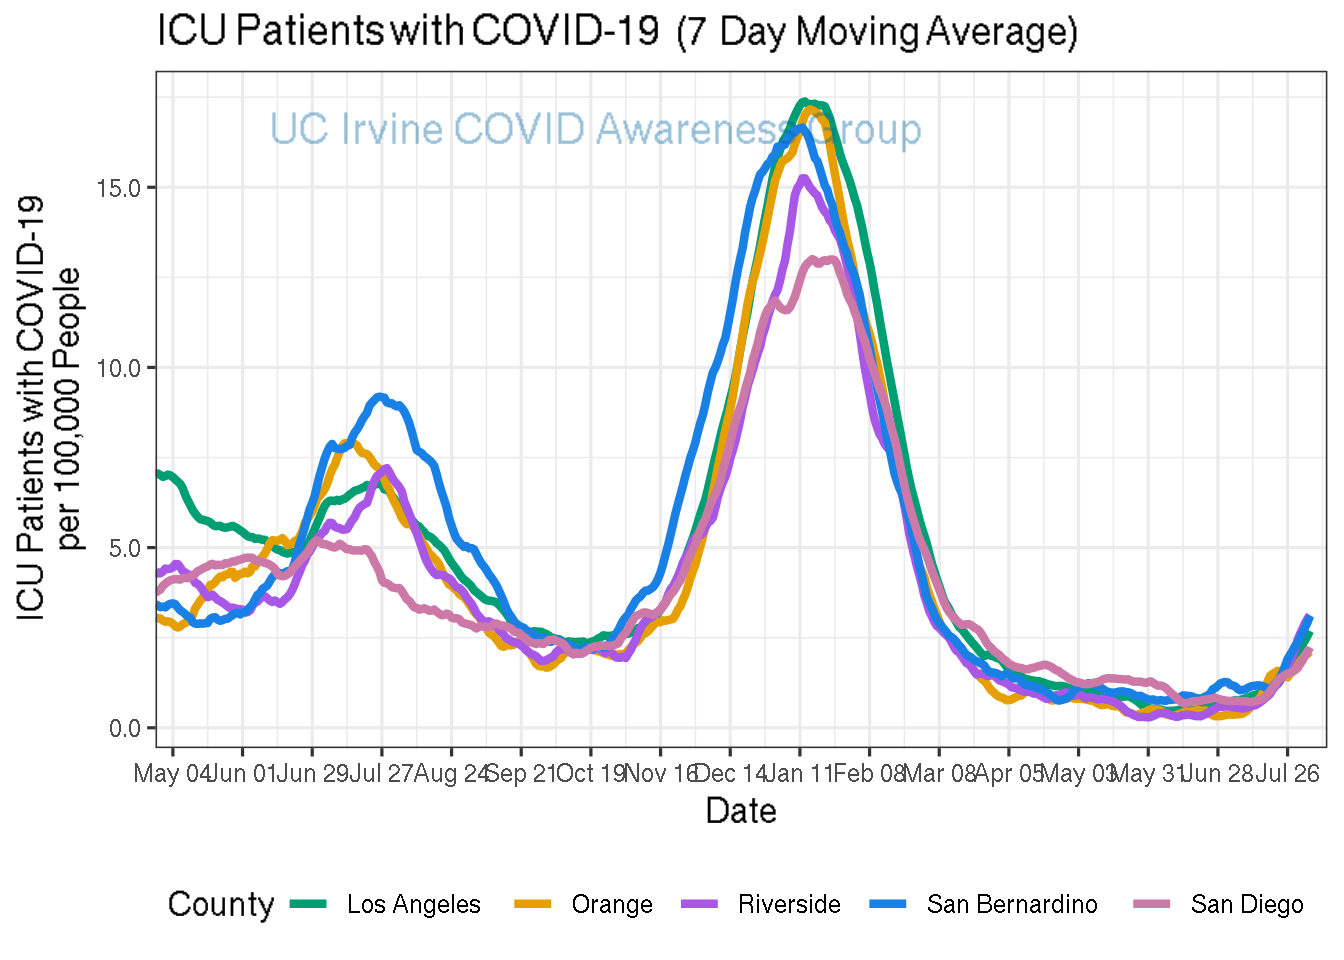 ICU Patients with COVID-19 (7 Day Moving Average)
UC Irvine COVID Awareness Group
ICU Patients with COVID-19
per 100,000 People
15.0
10.0
5.0
0.0
May 04 Jun 01 Jun 29 Jul 27 Aug 24 Sep 21 Oct 19 Nov 16 Dec 14 Jan 11 Feb 08 Mar 08 Apr 05 May 03 May 31 Jun 28 Jul 26
Date
County Los Angeles Orange Riverside San Bernardino San Diego